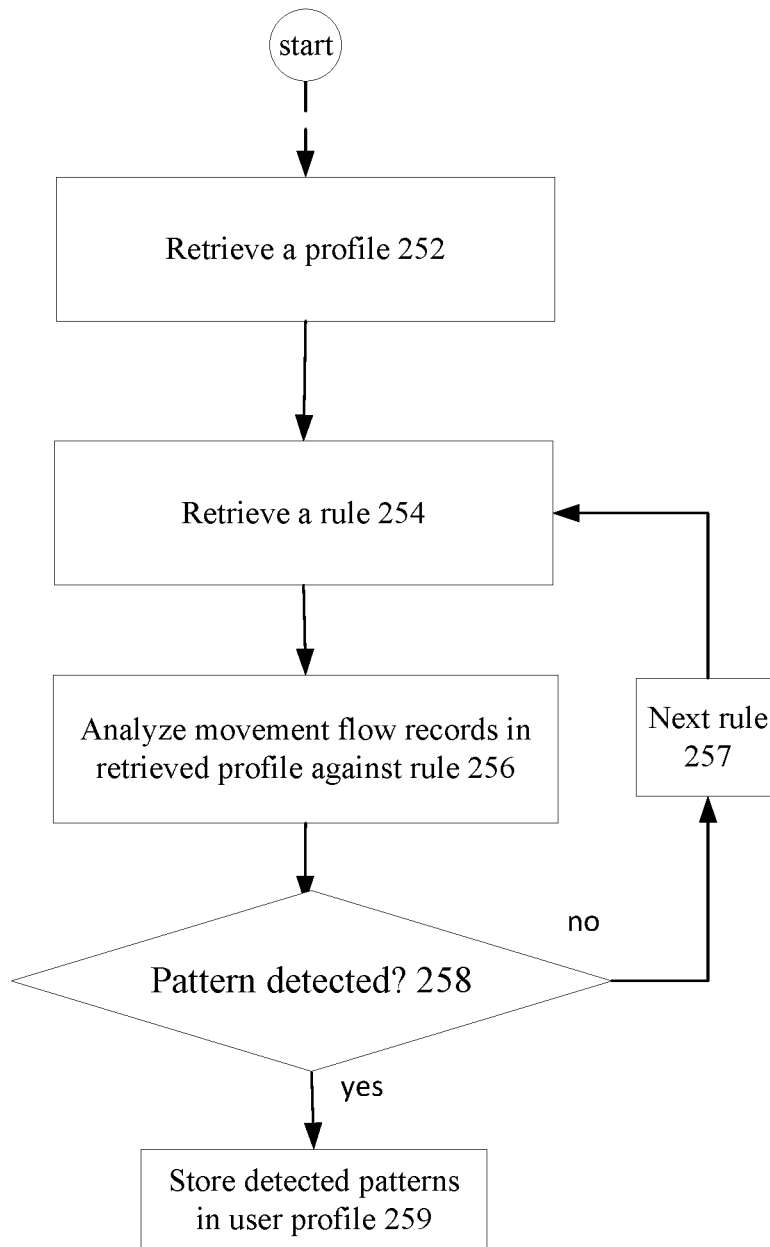 start
Retrieve a profile 252
Retrieve a rule 254
Analyze movement flow records in
retrieved profile against rule 256
Next rule
257
no
Pattern detected? 258
yes
Store detected patterns
in user profile 259